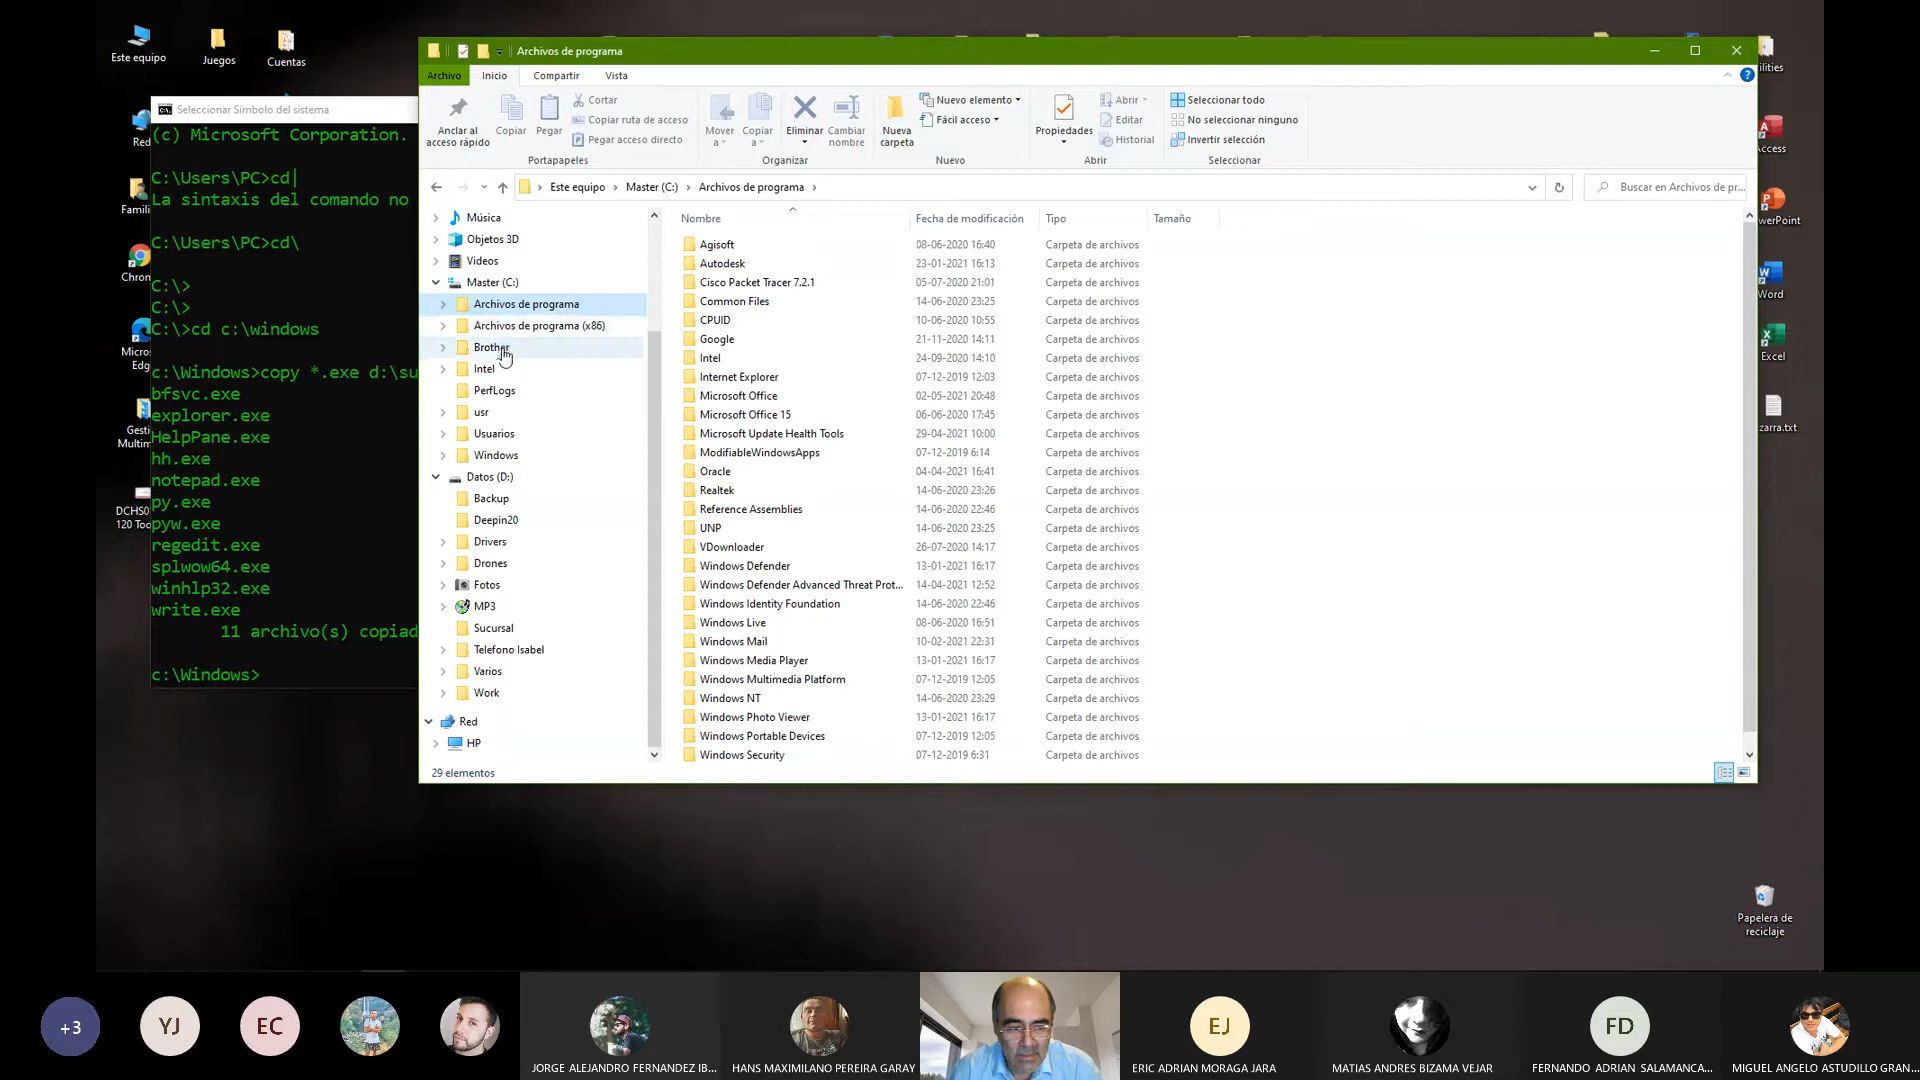 Este equipo
Juegos
Cuentas
Red
Famili
Chron
Micros
Edg
Gesti
Multim
DCHS0
120 Too
Seleccionar Símbolo del sistema
(c) Microsoft Corporation.
C:\Users\PC>cd
La sintaxis del comando no
C:\Users\PC>cd\
C:\>
C:\>
C:\>cd c:\windows
c:\Windows>copy *.exe d:\su
bfsvc.exe
explorer.exe
HelpPane.exe
hh.exe
notepad.exe
py.exe
pyw.exe
regedit.exe
splwow64.exe
winhlp32.exe
write.exe
11 archivo(s) copiad
c:\Windows>
Archivos de programa
Archivo
Inicio
Compartir
Vista
Anclar al
acceso rápido
Copiar
Pegar
Cortar
Copiar ruta de acceso
Pegar acceso directo
Portapapeles
Mover
a
Copiar
a
Eliminar
Cambiar
nombre
Organizar
Nueva
carpeta
Nuevo elemento
Fácil acceso
Nuevo
Propiedades
Abrir
Editar
Historial
Abrir
Seleccionar todo
No seleccionar ninguno
Invertir selección
Seleccionar
Este equipo > Master (C:) > Archivos de programa >
Buscar en Archivos de pr...
Música
Objetos 3D
Videos
Master (C:)
Archivos de programa
Archivos de programa (x86)
Brother
Intel
PerfLogs
usr
Usuarios
Windows
Datos (D:)
Backup
Deepin20
Drivers
Drones
Fotos
MP3
Sucursal
Telefono Isabel
Varios
Work
Red
HP
Nombre Fecha de modificación Tipo Tamaño
Agisoft 08-06-2020 16:40 Carpeta de archivos
Autodesk 23-01-2021 16:13 Carpeta de archivos
Cisco Packet Tracer 7.2.1 05-07-2020 21:01 Carpeta de archivos
Common Files 14-06-2020 23:25 Carpeta de archivos
CPUID 10-06-2020 10:55 Carpeta de archivos
Google 21-11-2020 14:11 Carpeta de archivos
Intel 24-09-2020 14:10 Carpeta de archivos
Internet Explorer 07-12-2019 12:03 Carpeta de archivos
Microsoft Office 02-05-2021 20:48 Carpeta de archivos
Microsoft Office 15 06-06-2020 17:45 Carpeta de archivos
Microsoft Update Health Tools 29-04-2021 10:00 Carpeta de archivos
ModifiableWindowsApps 07-12-2019 6:14 Carpeta de archivos
Oracle 04-04-2021 16:41 Carpeta de archivos
Realtek 14-06-2020 23:26 Carpeta de archivos
Reference Assemblies 14-06-2020 22:46 Carpeta de archivos
UNP 14-06-2020 23:25 Carpeta de archivos
VDownloader 26-07-2020 14:17 Carpeta de archivos
Windows Defender 13-01-2021 16:17 Carpeta de archivos
Windows Defender Advanced Threat Prot... 14-04-2021 12:52 Carpeta de archivos
Windows Identity Foundation 14-06-2020 22:46 Carpeta de archivos
Windows Live 08-06-2020 16:51 Carpeta de archivos
Windows Mail 10-02-2021 22:31 Carpeta de archivos
Windows Media Player 13-01-2021 16:17 Carpeta de archivos
Windows Multimedia Platform 07-12-2019 12:05 Carpeta de archivos
Windows NT 14-06-2020 23:29 Carpeta de archivos
Windows Photo Viewer 13-01-2021 16:17 Carpeta de archivos
Windows Portable Devices 07-12-2019 12:05 Carpeta de archivos
Windows Security 07-12-2019 6:31 Carpeta de archivos
29 elementos
ilities
Access
werPoint
Word
Excel
zarra.txt
Papelera de
reciclaje
+3
YJ
EC
JORGE ALEJANDRO FERNANDEZ IB...
HANS MAXIMILANO PEREIRA GARAY
EJ
ERIC ADRIAN MORAGA JARA
MATIAS ANDRES BIZAMA VEJAR
FD
FERNANDO ADRIAN SALAMANCA...
MIGUEL ANGELO ASTUDILLO GRAN...